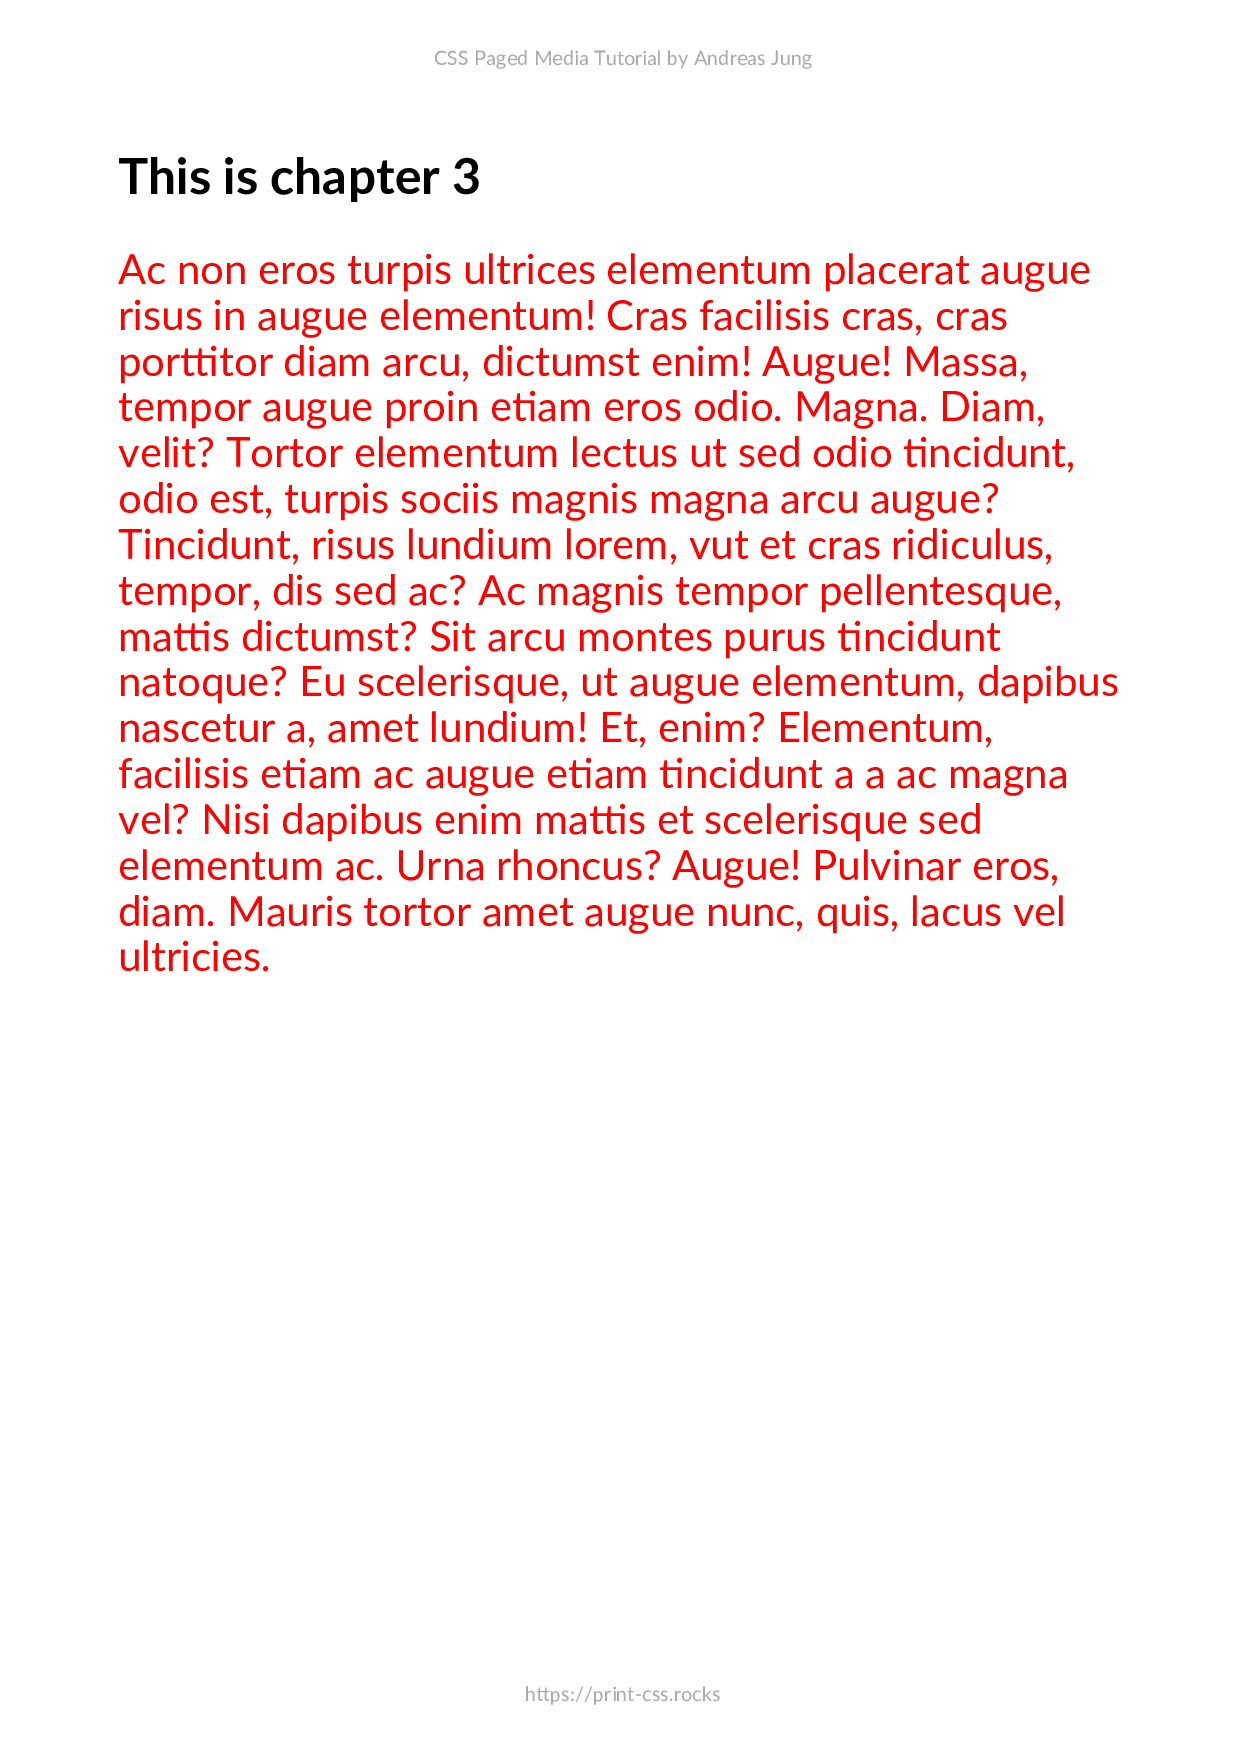 CSS Paged Media Tutorial by Andreas Jung
This is chapter 3
Ac non eros turpis ultrices elementum placerat augue
risus in augue elementum! Cras facilisis cras, cras
porttitor diam arcu, dictumst enim! Augue! Massa,
tempor augue proin etiam eros odio. Magna. Diam,
velit? Tortor elementum lectus ut sed odio tincidunt,
odio est, turpis sociis magnis magna arcu augue?
Tincidunt, risus lundium lorem, vut et cras ridiculus,
tempor, dis sed ac? Ac magnis tempor pellentesque,
mattis dictumst? Sit arcu montes purus tincidunt
natoque? Eu scelerisque, ut augue elementum, dapibus
nascetur a, amet lundium! Et, enim? Elementum,
facilisis etiam ac augue etiam tincidunt a a ac magna
vel? Nisi dapibus enim mattis et scelerisque sed
elementum ac. Urna rhoncus? Augue! Pulvinar eros,
diam. Mauris tortor amet augue nunc, quis, lacus vel
ultricies.
https://print-css.rocks